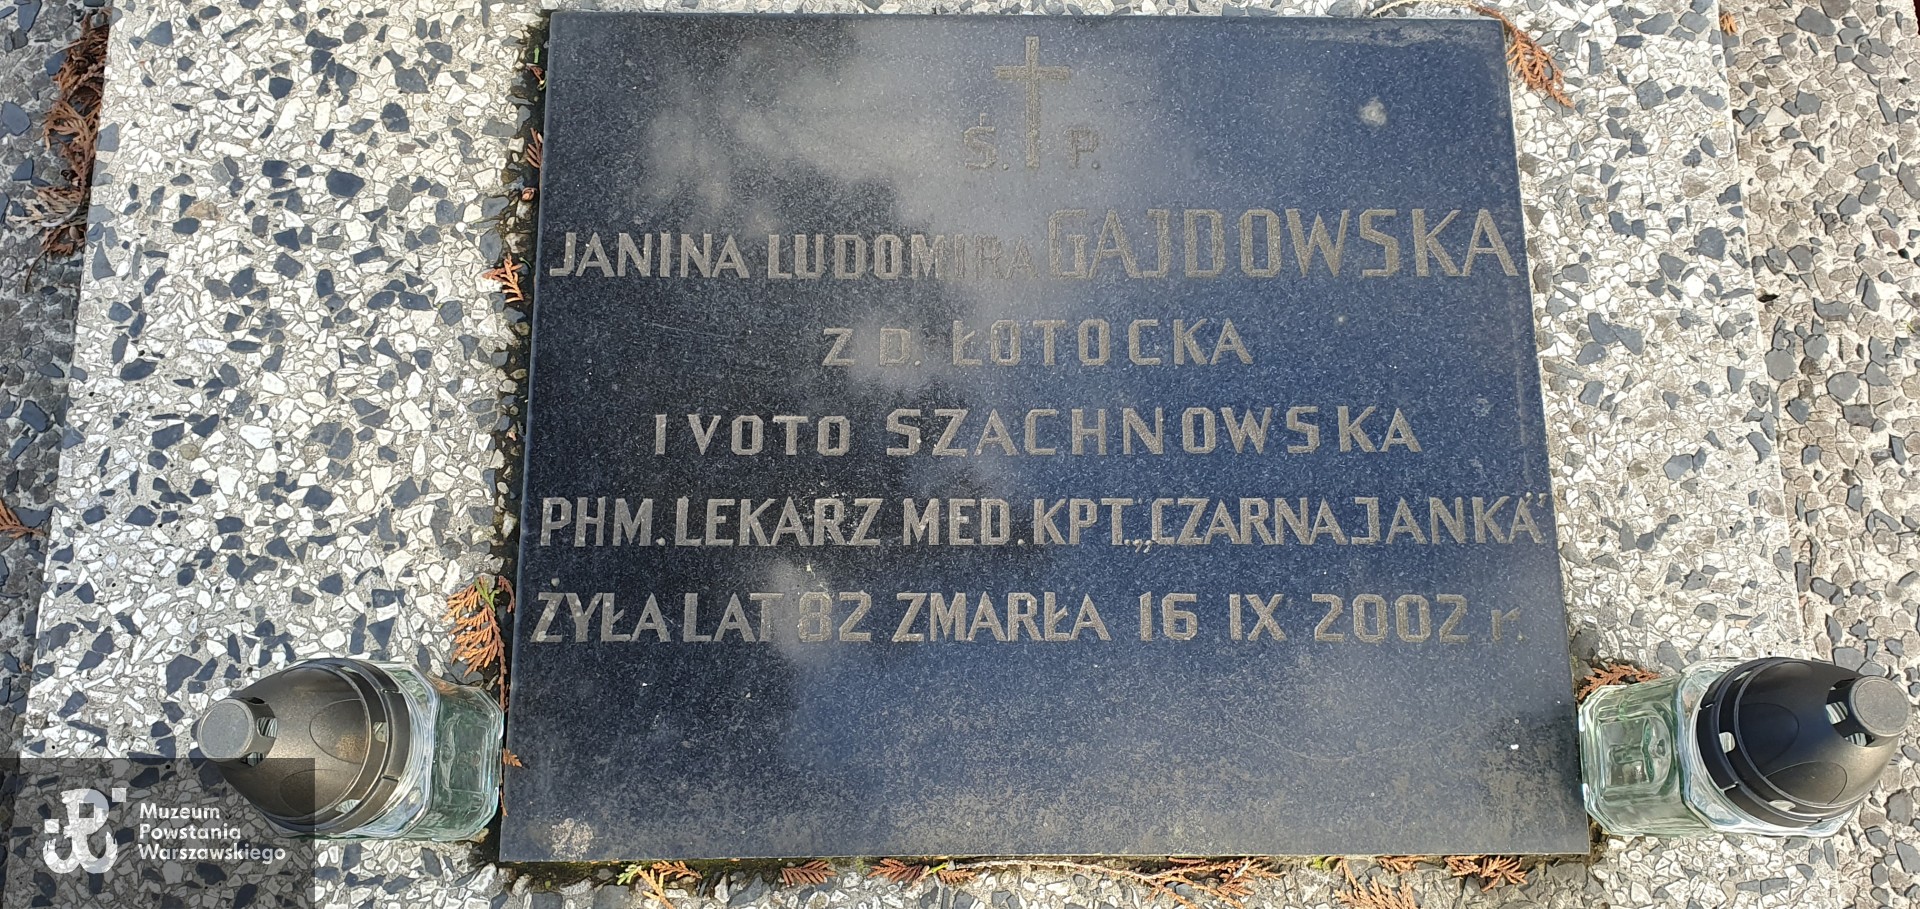 Ś. P.
JANINA LUDOMIRA GAJDOWSKA
Z D. ŁOTOCKA
I VOTO SZACHNOWSKA
PHM. LEKARZ MED. KPT. „CZARNA JANKA"
ŻYŁA LAT 82 ZMARŁA 16 IX 2002 r
Muzeum
Powstania
Warszawskiego